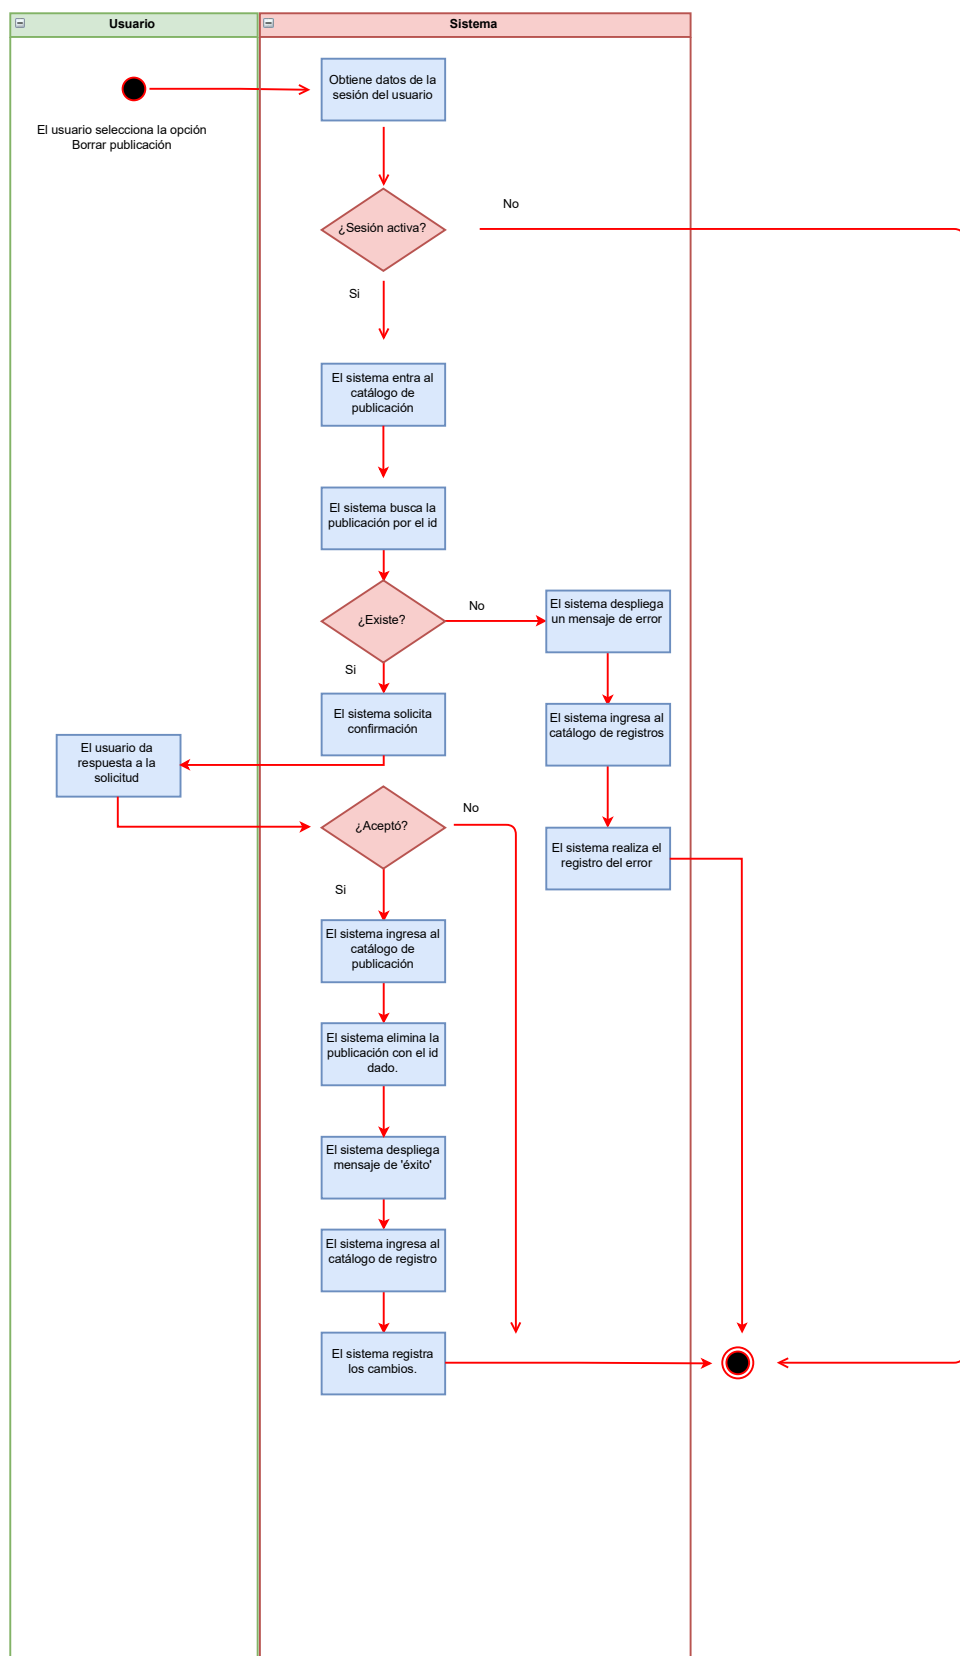 Usuario
Sistema
Obtiene datos de la
sesión del usuario
El usuario selecciona la opción
Borrar publicación
¿Sesión activa?
No
Si
El sistema entra al
catálogo de
publicación
El sistema busca la
publicación por el id
¿Existe?
No
El sistema despliega
un mensaje de error
Si
El sistema solicita
confirmación
El sistema ingresa al
catálogo de registros
El usuario da
respuesta a la
solicitud
¿Aceptó?
No
El sistema realiza el
registro del error
Si
El sistema ingresa al
catálogo de
publicación
El sistema elimina la
publicación con el id
dado.
El sistema despliega
mensaje de 'éxito'
El sistema ingresa al
catálogo de registro
El sistema registra
los cambios.